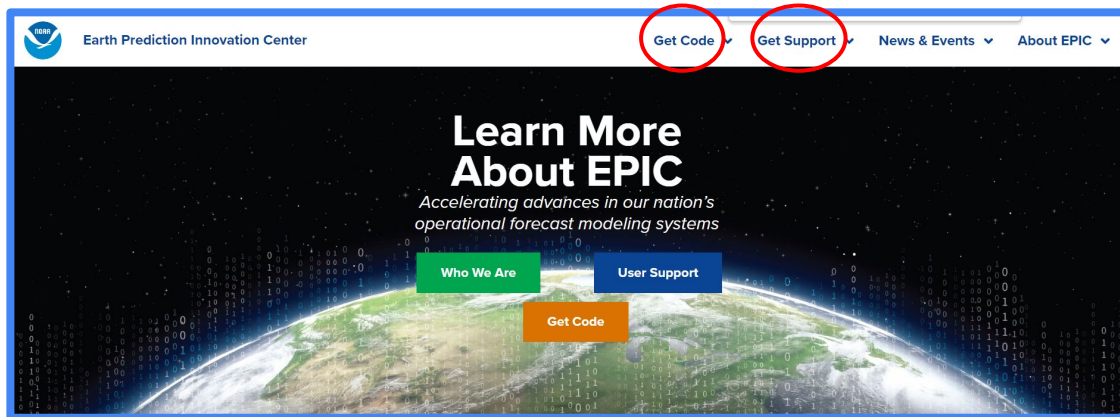 NOAA
Earth Prediction Innovation Center
Get Code
Get Support
News & Events
About EPIC
Learn More
About EPIC
Accelerating advances in our nation's
operational forecast modeling systems
Who We Are
User Support
Get Code